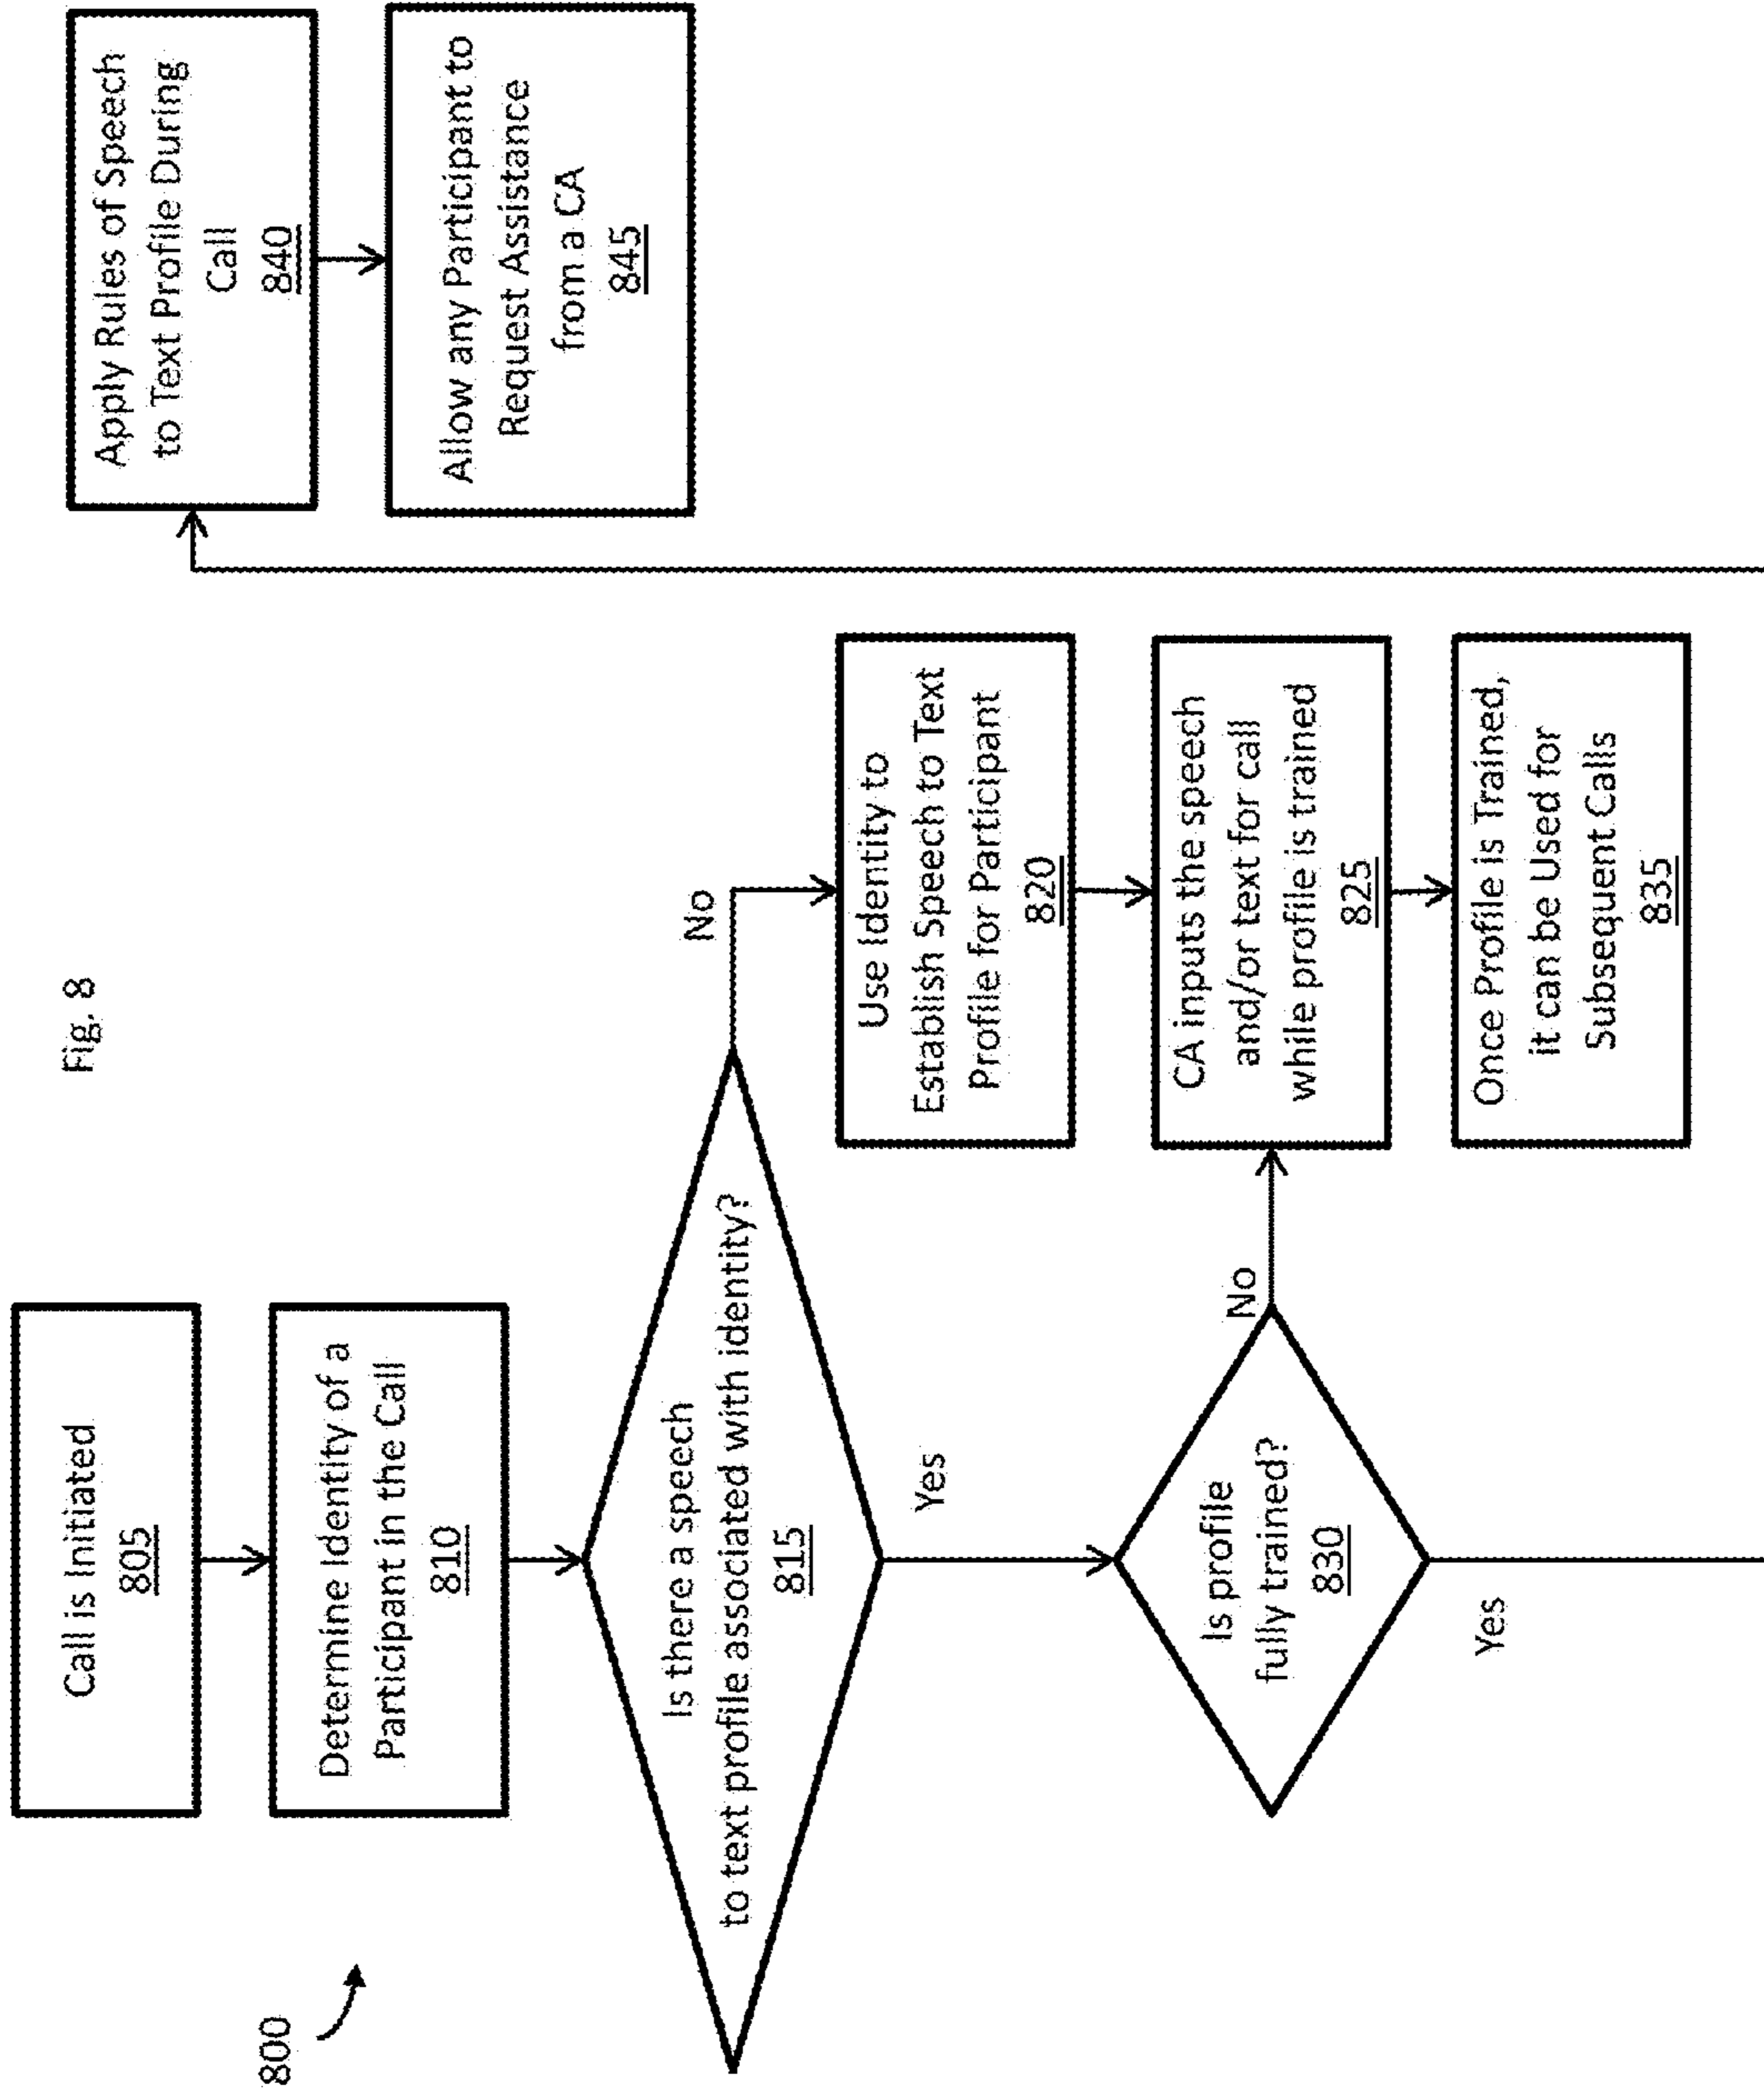 Fig. 8
800
Call is Initiated
805
Determine Identity of a
Participant in the Call
810
Is there a speech
to text profile associated with identity?
815
No
Yes
Use Identity to
Establish Speech to Text
Profile for Participant
820
CA inputs the speech
and/or text for call
while profile is trained
825
Is profile
fully trained?
830
No
Yes
Once Profile is Trained,
it can be Used for
Subsequent Calls
835
Apply Rules of Speech
to Text Profile During
Call
840
Allow any Participant to
Request Assistance
from a CA
845